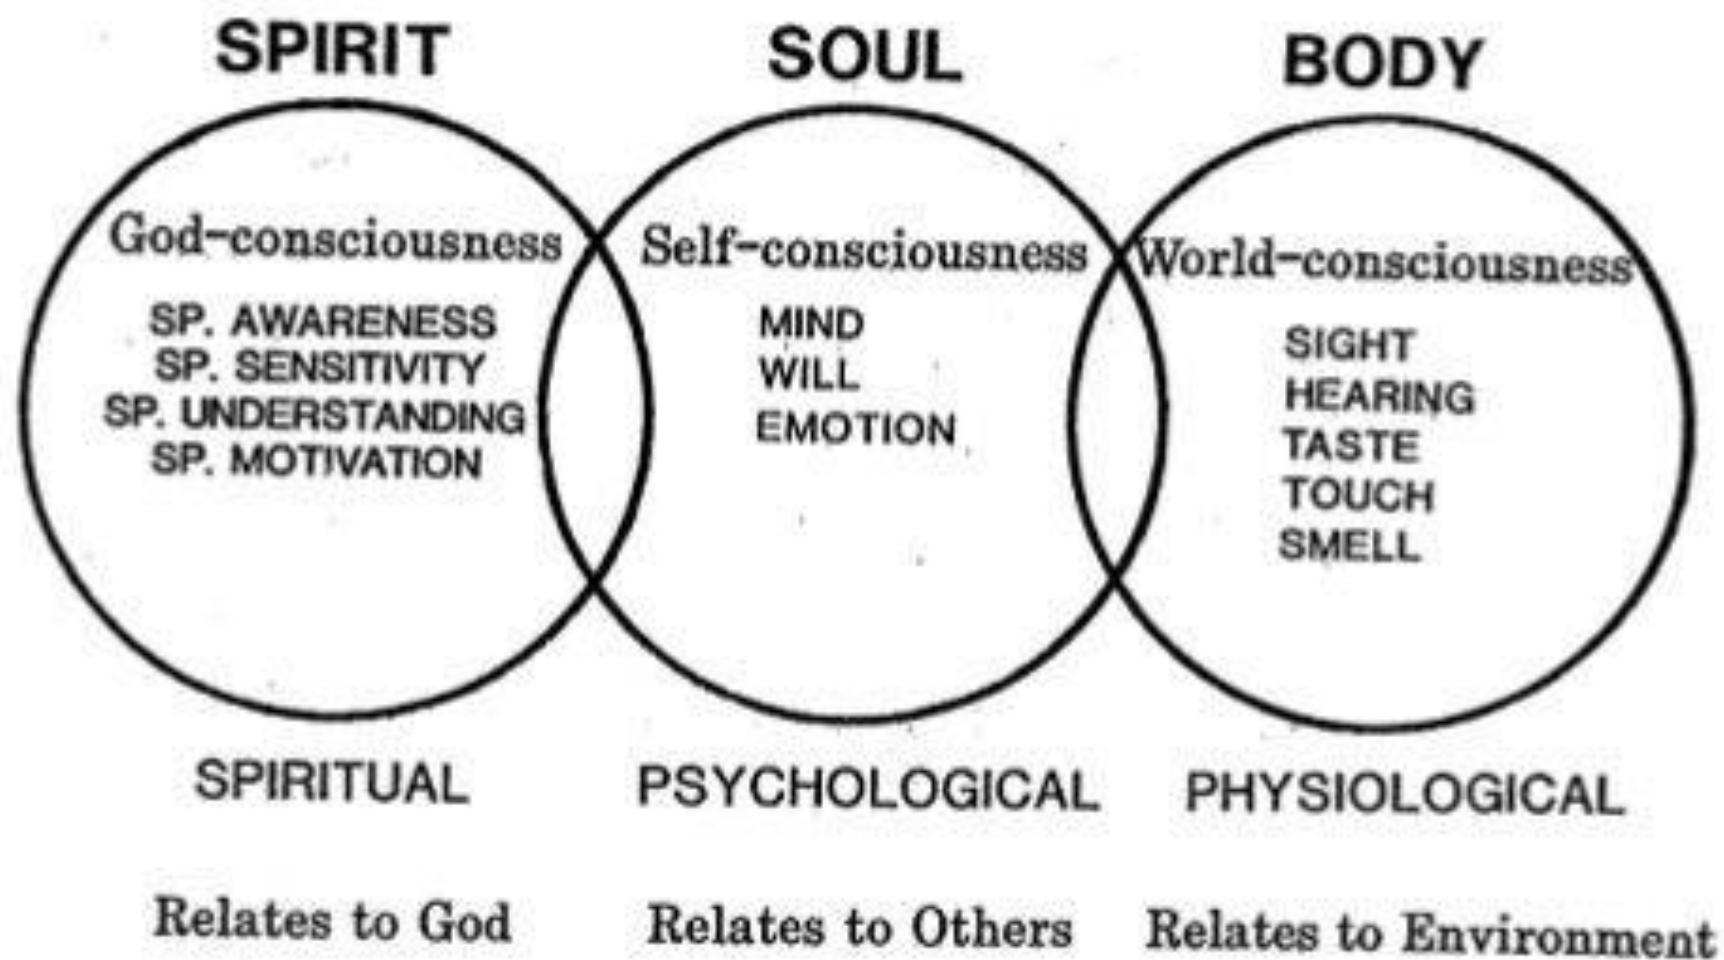 SPIRIT
God-consciousness
SP. AWARENESS
SP. SENSITIVITY
SP. UNDERSTANDING
SP. MOTIVATION
SPIRITUAL
Relates to God
SOUL
Self-consciousness
MIND
WILL
EMOTION
PSYCHOLOGICAL
Relates to Others
BODY
World-consciousness
SIGHT
HEARING
TASTE
TOUCH
SMELL
PHYSIOLOGICAL
Relates to Environment